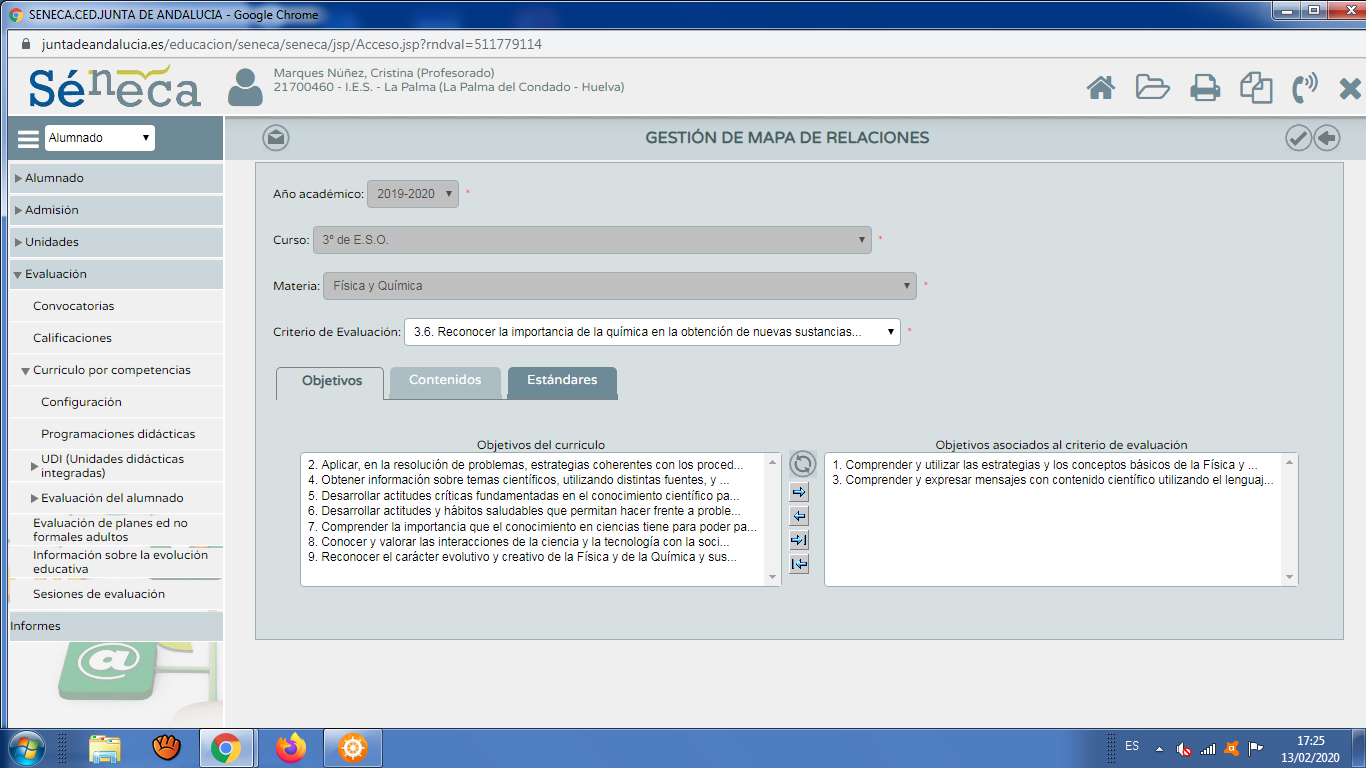 SENECA.CED.JUNTA DE ANDALUCIA - Google Chrome
juntadeandalucia.es/educacion/seneca/seneca/jsp/Acceso.jsp?rndval=511779114
Séneca
Marques Núñez, Cristina (Profesorado)
21700460 - I.E.S. - La Palma (La Palma del Condado - Huelva)
Alumnado
GESTIÓN DE MAPA DE RELACIONES
Alumnado
Admisión
Unidades
Evaluación
Convocatorias
Calificaciones
Currículo por competencias
Configuración
Programaciones didácticas
UDI (Unidades didácticas
integradas)
Evaluación del alumnado
Evaluación de planes ed no
formales adultos
Información sobre la evolución
educativa
Sesiones de evaluación
Informes
@
Año académico: 2019-2020 *
Curso: 3º de E.S.O. *
Materia: Física y Química *
Criterio de Evaluación: 3.6. Reconocer la importancia de la química en la obtención de nuevas sustancias... *
Objetivos Contenidos Estándares
Objetivos del currículo
2. Aplicar, en la resolución de problemas, estrategias coherentes con los proced...
4. Obtener información sobre temas científicos, utilizando distintas fuentes, y ...
5. Desarrollar actitudes críticas fundamentadas en el conocimiento científico pa...
6. Desarrollar actitudes y hábitos saludables que permitan hacer frente a proble...
7. Comprender la importancia que el conocimiento en ciencias tiene para poder pa...
8. Conocer y valorar las interacciones de la ciencia y la tecnología con la soci...
9. Reconocer el carácter evolutivo y creativo de la Física y de la Química y sus...
Objetivos asociados al criterio de evaluación
1. Comprender y utilizar las estrategias y los conceptos básicos de la Física y ...
3. Comprender y expresar mensajes con contenido científico utilizando el lenguaj...
ES
17:25
13/02/2020